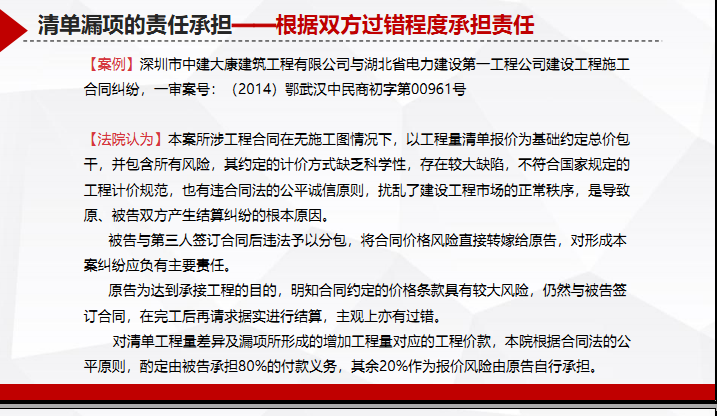 清单漏项的责任承担——根据双方过错程度承担责任
【案例】深圳市中建大康建筑工程有限公司与湖北省电力建设第一工程公司建设工程施工
合同纠纷，一审案号：（2014）鄂武汉中民商初字第00961号
【法院认为】本案所涉工程合同在无施工图情况下，以工程量清单报价为基础约定总价包
干，并包含所有风险，其约定的计价方式缺乏科学性，存在较大缺陷，不符合国家规定的
工程计价规范，也有违合同法的公平诚信原则，扰乱了建设工程市场的正常秩序，是导致
原、被告双方产生结算纠纷的根本原因。
被告与第三人签订合同后违法予以分包，将合同价格风险直接转嫁给原告，对形成本
案纠纷应负有主要责任。
原告为达到承接工程的目的，明知合同约定的价格条款具有较大风险，仍然与被告签
订合同，在完工后再请求据实进行结算，主观上亦有过错。
对清单工程量差异及漏项所形成的增加工程量对应的工程价款，本院根据合同法的公
平原则，酌定由被告承担80%的付款义务，其余20%作为报价风险由原告自行承担。